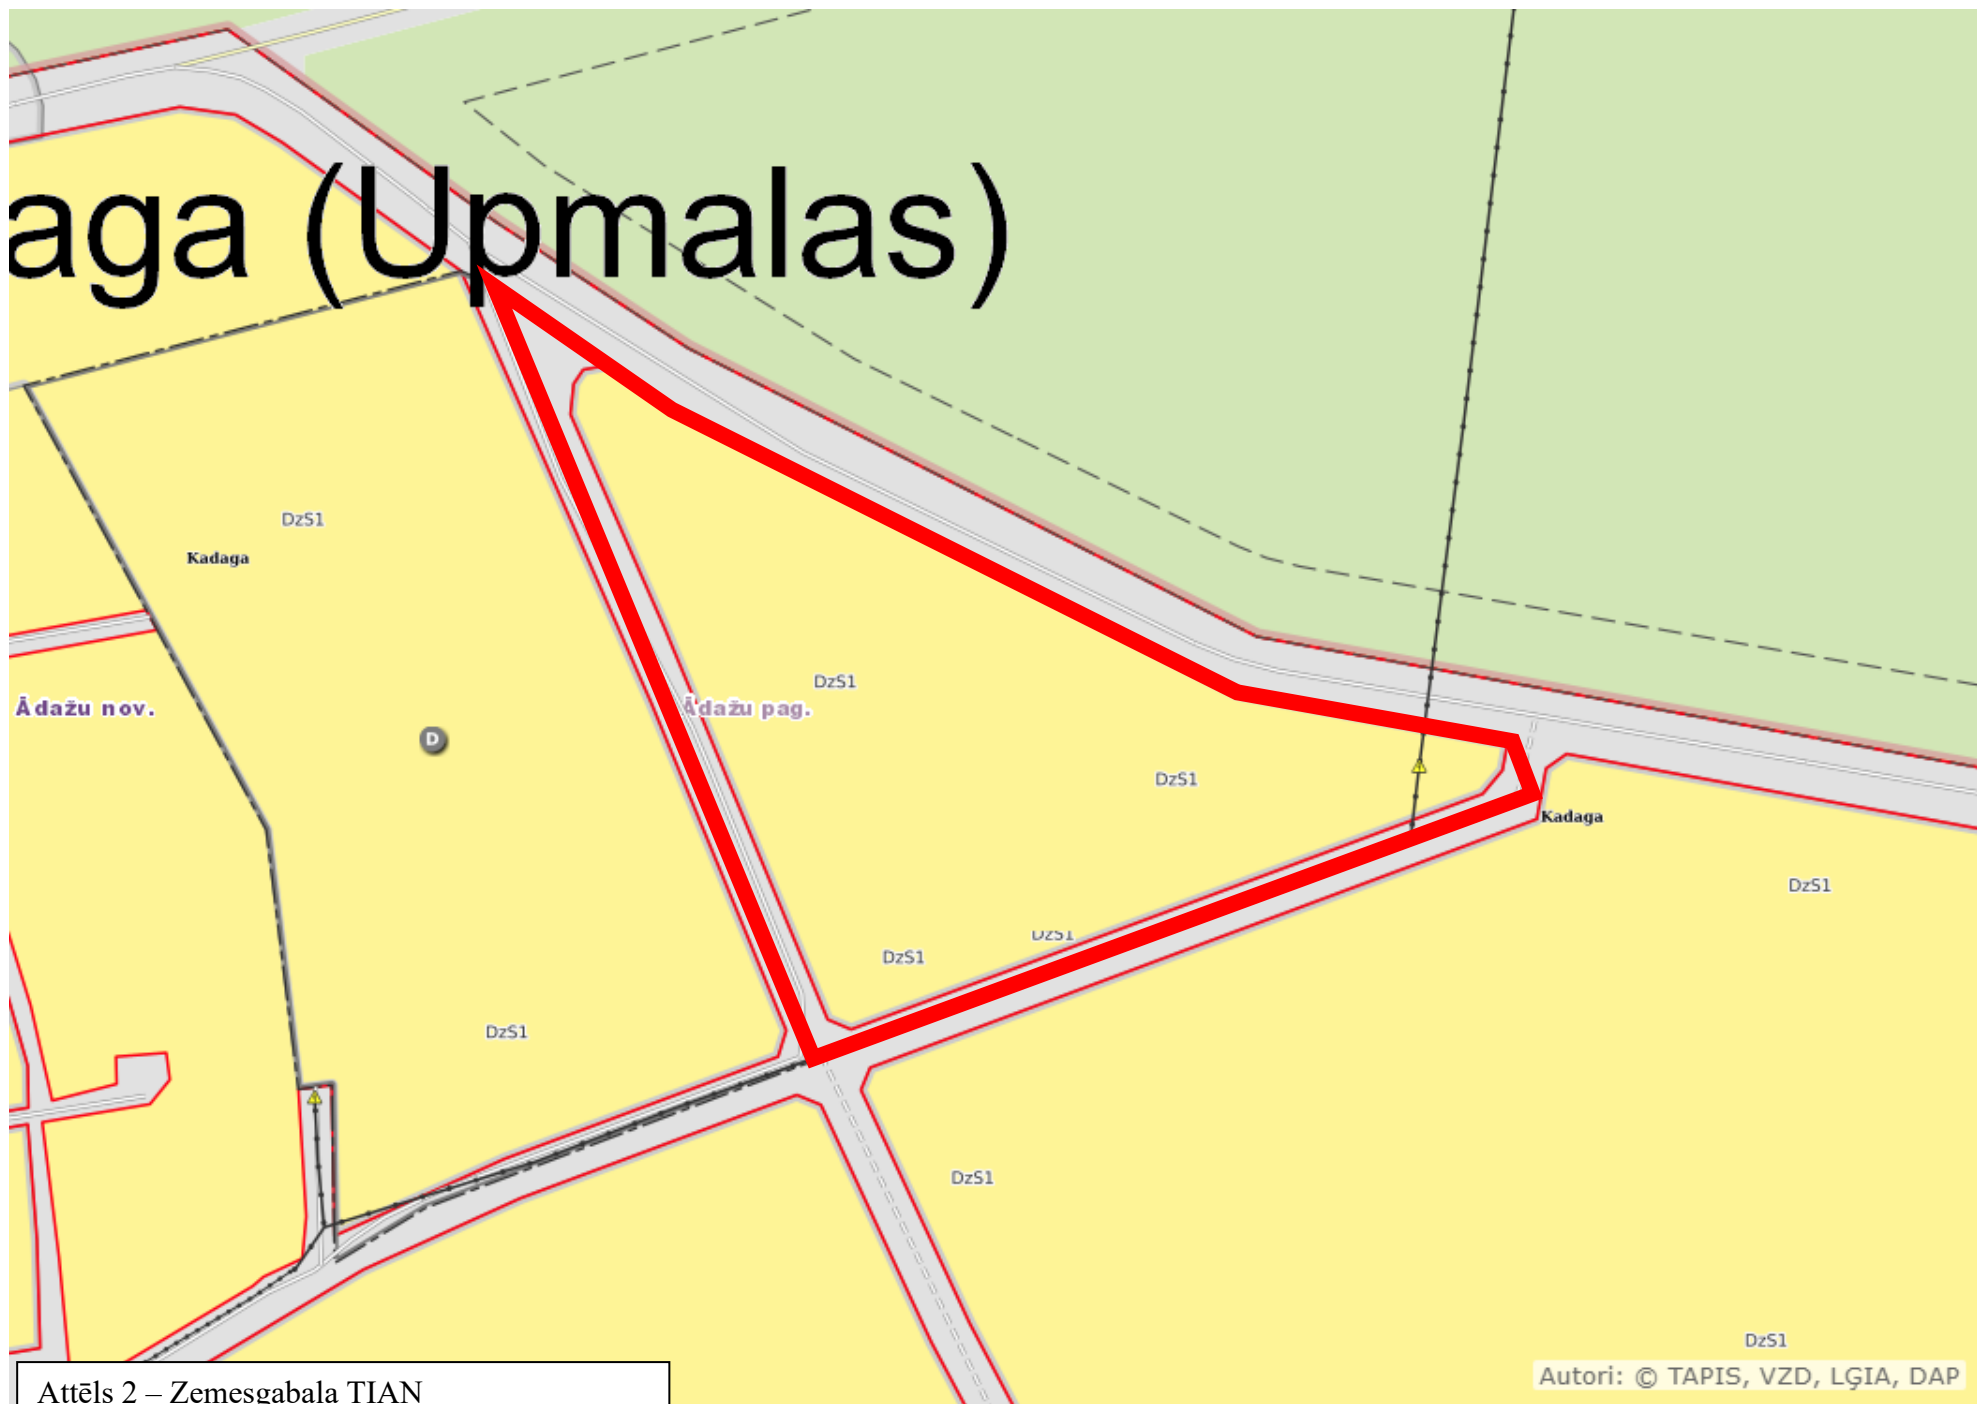 aga (Upmalas)
DzS1
Kadaga
Ādažu nov.
Ādažu pag.
DzS1
D
DzS1
Kadaga
DzS1
DzS1
DzS1
DzS1
DzS1
DzS1
Autori: © TAPIS, VZD, LĢIA, DAP
Attēls 2 – Zemesgabala TIAN